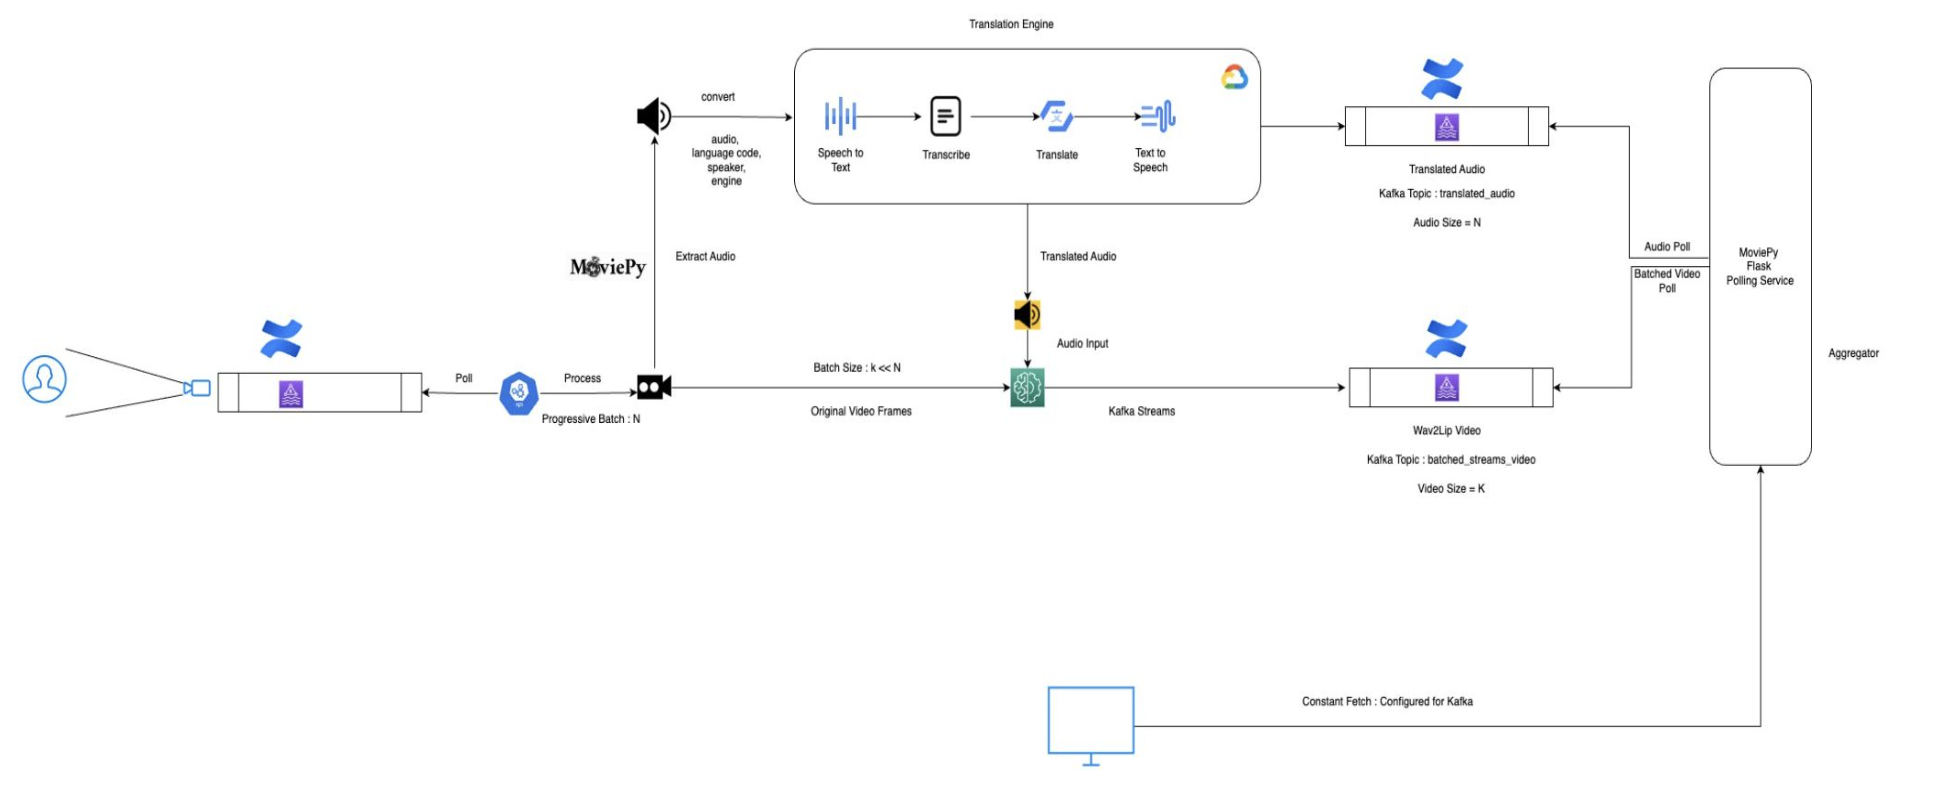 Translation Engine
convert
audio,
language code,
speaker,
engine
Speech to
Text
Transcribe
Translate
Text to
Speech
Translated Audio
Kafka Topic : translated_audio
Audio Size = N
MoviePy
Extract Audio
Translated Audio
Audio Input
Audio Poll
Batched Video
Poll
MoviePy
Flask
Polling Service
Aggregator
Poll
Process
Progressive Batch : N
Batch Size : k << N
Original Video Frames
Kafka Streams
Wav2Lip Video
Kafka Topic : batched_streams_video
Video Size = K
Constant Fetch : Configured for Kafka